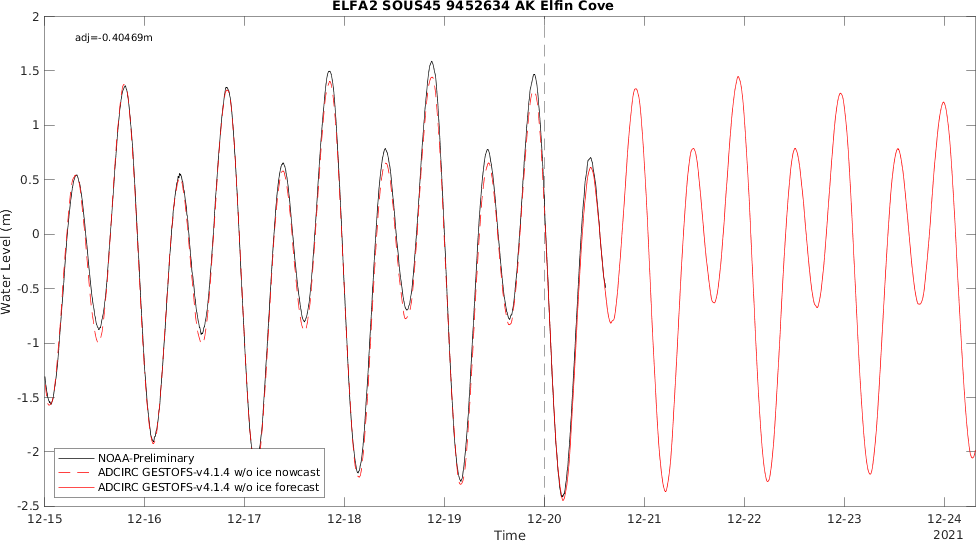 ELFA2 SOUS45 9452634 AK Elfin Cove
adj=-0.40469m
2
1.5
1
0.5
0
-0.5
-1
-1.5
-2
-2.5
Water Level (m)
NOAA-Preliminary
ADCIRC GESTOFS-v4.1.4 w/o ice nowcast
ADCIRC GESTOFS-v4.1.4 w/o ice forecast
12-15 12-16 12-17 12-18 12-19 12-20 12-21 12-22 12-23 12-24
Time
2021